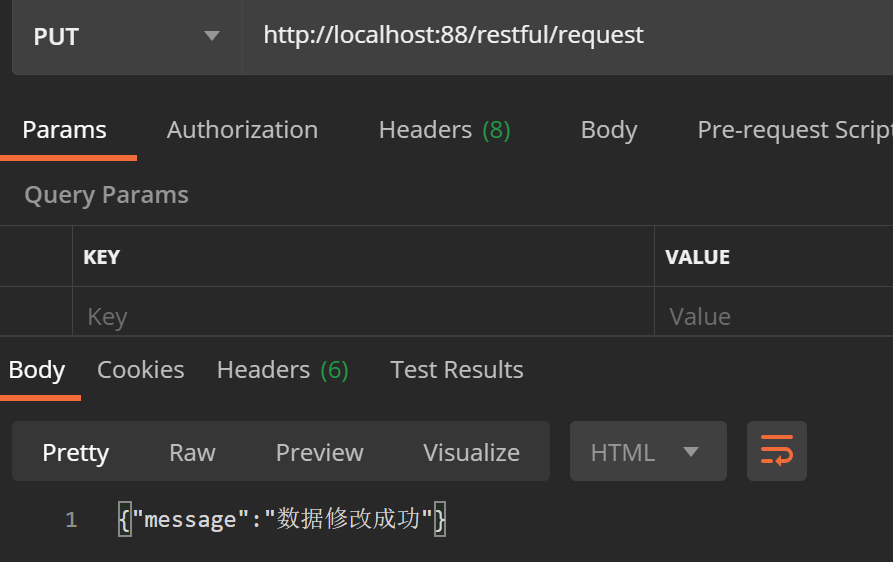 PUT http://localhost:88/restful/request
Params Authorization Headers (8) Body Pre-request Script
Query Params
KEY VALUE
Key Value
Body Cookies Headers (6) Test Results
Pretty Raw Preview Visualize HTML
1 {"message":"数据修改成功"}